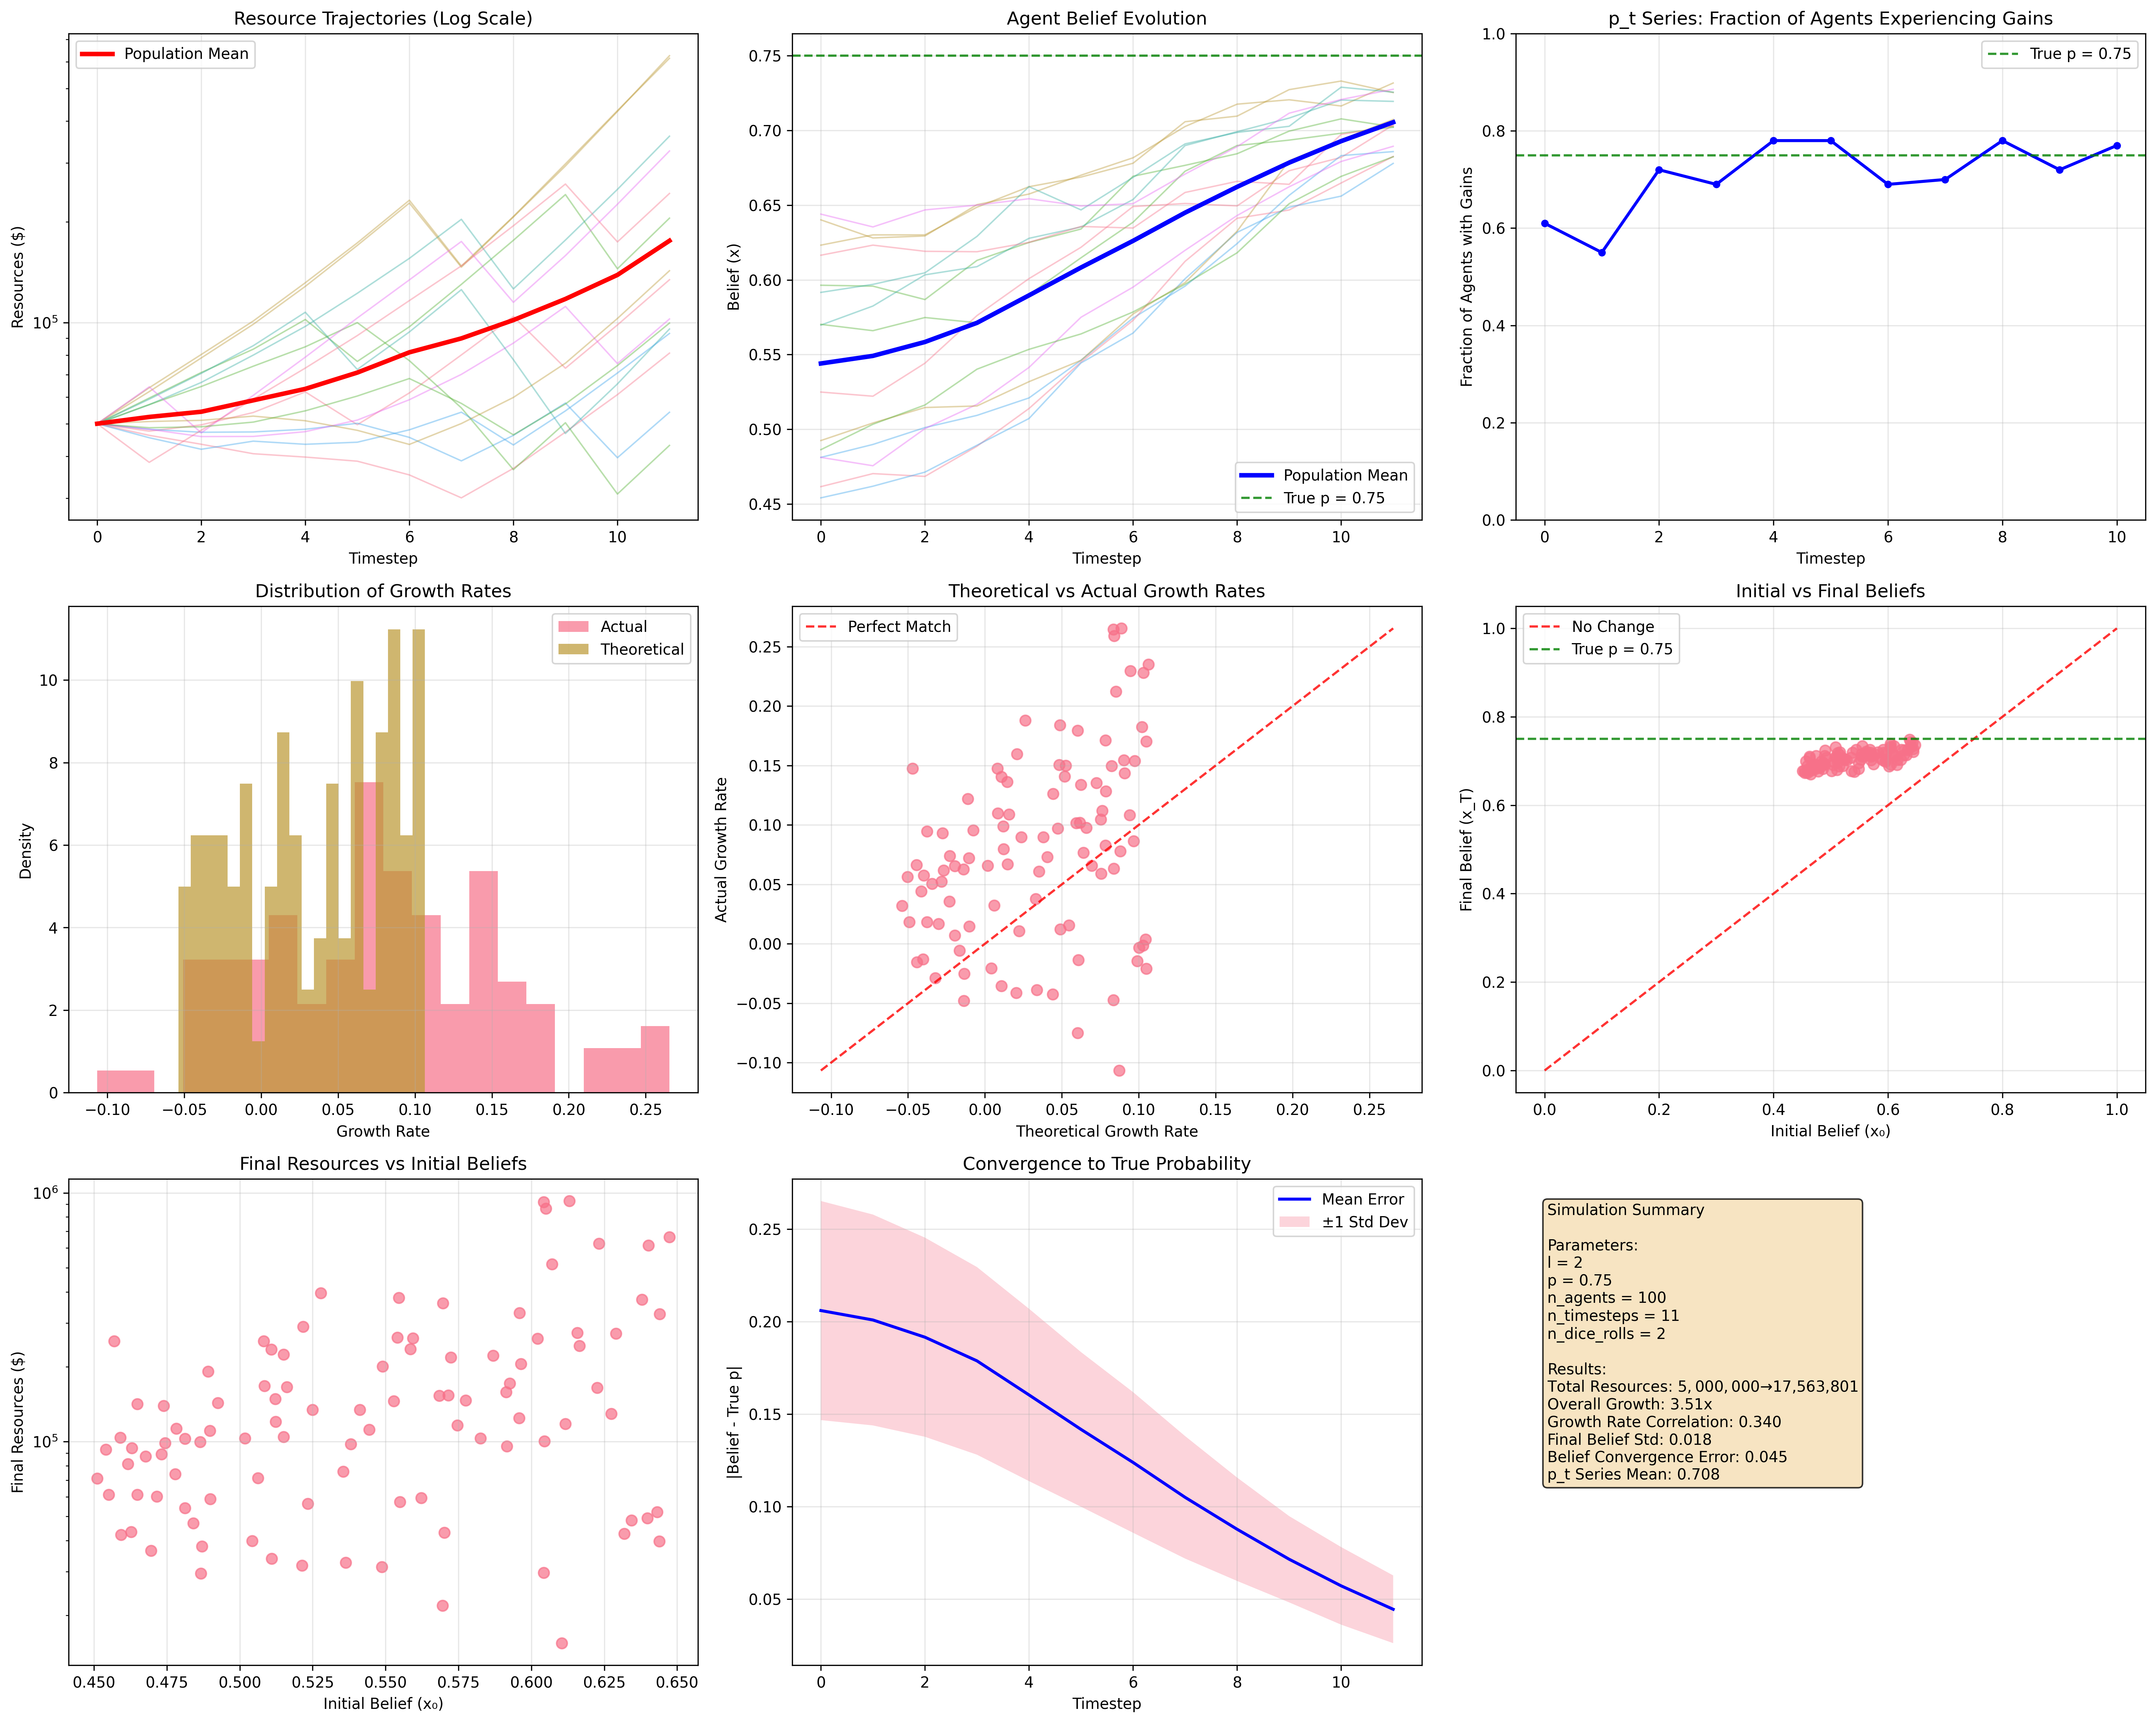 Resource Trajectories (Log Scale)
Population Mean
Resources ($)
10⁵
0 2 4 6 8 10
Timestep
Agent Belief Evolution
0.75
0.70
0.65
0.60
0.55
0.50
0.45
Belief (x)
Population Mean
True p = 0.75
0 2 4 6 8 10
Timestep
p_t Series: Fraction of Agents Experiencing Gains
True p = 0.75
1.0
0.8
0.6
0.4
0.2
0.0
Fraction of Agents with Gains
0 2 4 6 8 10
Timestep
Distribution of Growth Rates
Actual
Theoretical
10
8
6
4
2
0
Density
−0.10 −0.05 0.00 0.05 0.10 0.15 0.20 0.25
Growth Rate
Theoretical vs Actual Growth Rates
Perfect Match
0.25
0.20
0.15
0.10
0.05
0.00
−0.05
−0.10
Actual Growth Rate
−0.10 −0.05 0.00 0.05 0.10 0.15 0.20 0.25
Theoretical Growth Rate
Initial vs Final Beliefs
No Change
True p = 0.75
1.0
0.8
0.6
0.4
0.2
0.0
Final Belief (x_T)
0.0 0.2 0.4 0.6 0.8 1.0
Initial Belief (x₀)
Final Resources vs Initial Beliefs
10⁶
10⁵
Final Resources ($)
0.450 0.475 0.500 0.525 0.550 0.575 0.600 0.625 0.650
Initial Belief (x₀)
Convergence to True Probability
Mean Error
±1 Std Dev
0.25
0.20
0.15
0.10
0.05
|Belief - True p|
0 2 4 6 8 10
Timestep
Simulation Summary
Parameters:
l = 2
p = 0.75
n_agents = 100
n_timesteps = 11
n_dice_rolls = 2
Results:
Total Resources: 5, 000, 000→17,563,801
Overall Growth: 3.51x
Growth Rate Correlation: 0.340
Final Belief Std: 0.018
Belief Convergence Error: 0.045
p_t Series Mean: 0.708